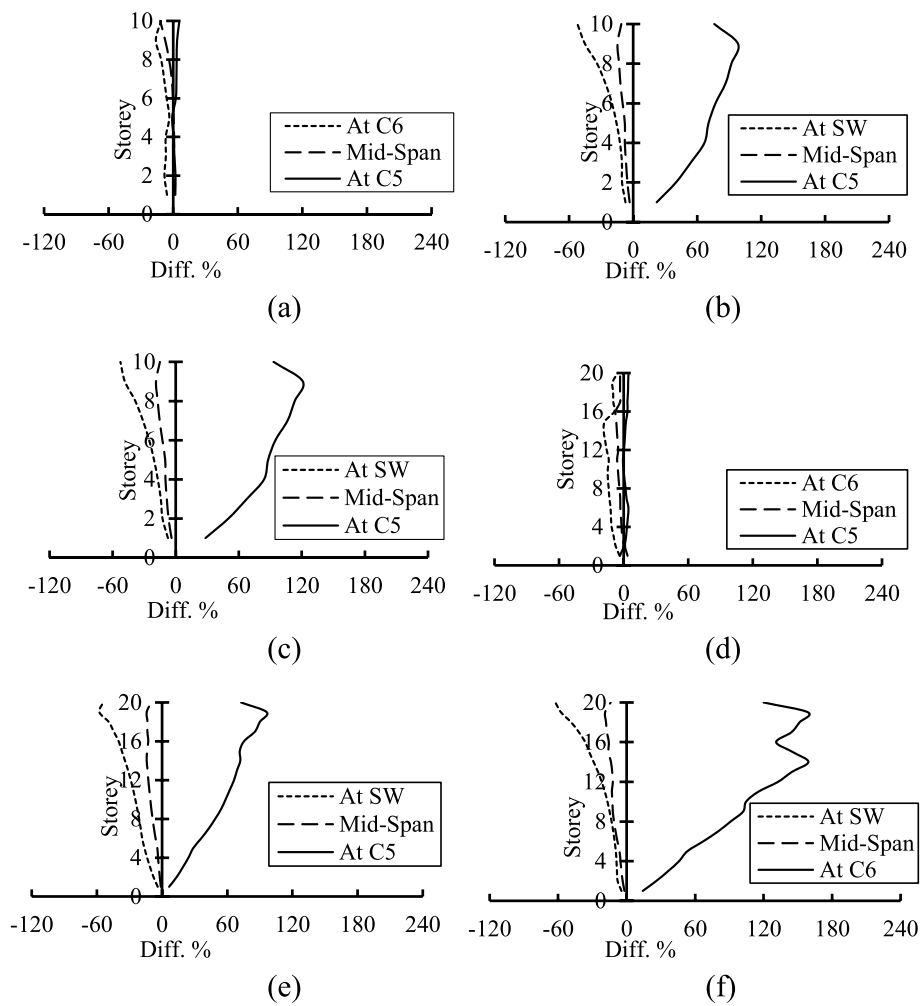 10
8
6
4
2
0
Storey
At C6
Mid-Span
At C5
-120 -60 0 60 120 180 240
Diff. %
(a)
10
8
6
4
2
0
Storey
At SW
Mid-Span
At C5
-120 -60 0 60 120 180 240
Diff. %
(b)
10
8
6
4
2
0
Storey
At SW
Mid-Span
At C5
-120 -60 0 60 120 180 240
Diff. %
(c)
20
16
12
8
4
0
Storey
At C6
Mid-Span
At C5
-120 -60 0 60 120 180 240
Diff. %
(d)
20
16
12
8
4
0
Storey
At SW
Mid-Span
At C5
-120 -60 0 60 120 180 240
Diff. %
(e)
20
16
12
8
4
0
Storey
At SW
Mid-Span
At C6
-120 -60 0 60 120 180 240
Diff. %
(f)